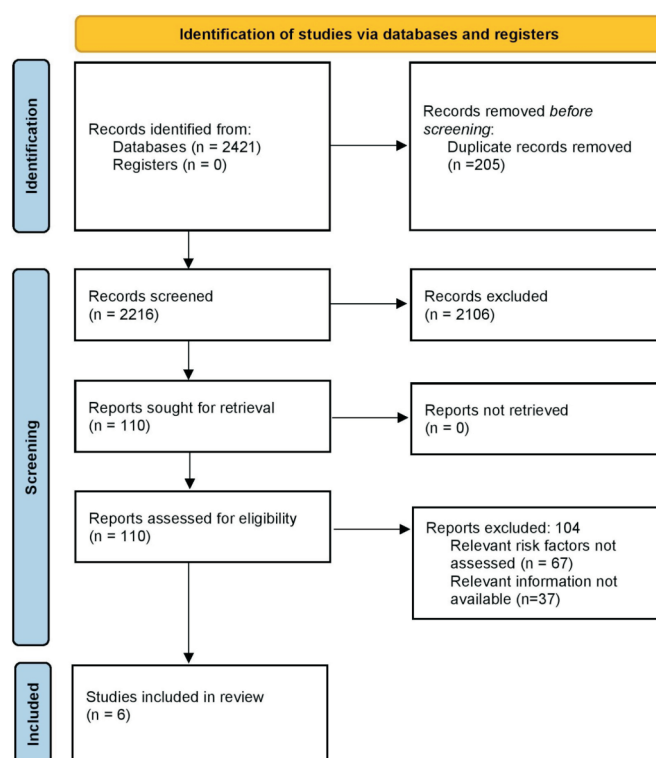 Identification of studies via databases and registers
Identification
Records identified from:
Databases (n = 2421)
Registers (n = 0)
Records removed before
screening:
Duplicate records removed
(n =205)
Screening
Records screened
(n = 2216)
Records excluded
(n = 2106)
Reports sought for retrieval
(n = 110)
Reports not retrieved
(n = 0)
Reports assessed for eligibility
(n = 110)
Reports excluded: 104
Relevant risk factors not
assessed (n = 67)
Relevant information not
available (n=37)
Included
Studies included in review
(n = 6)